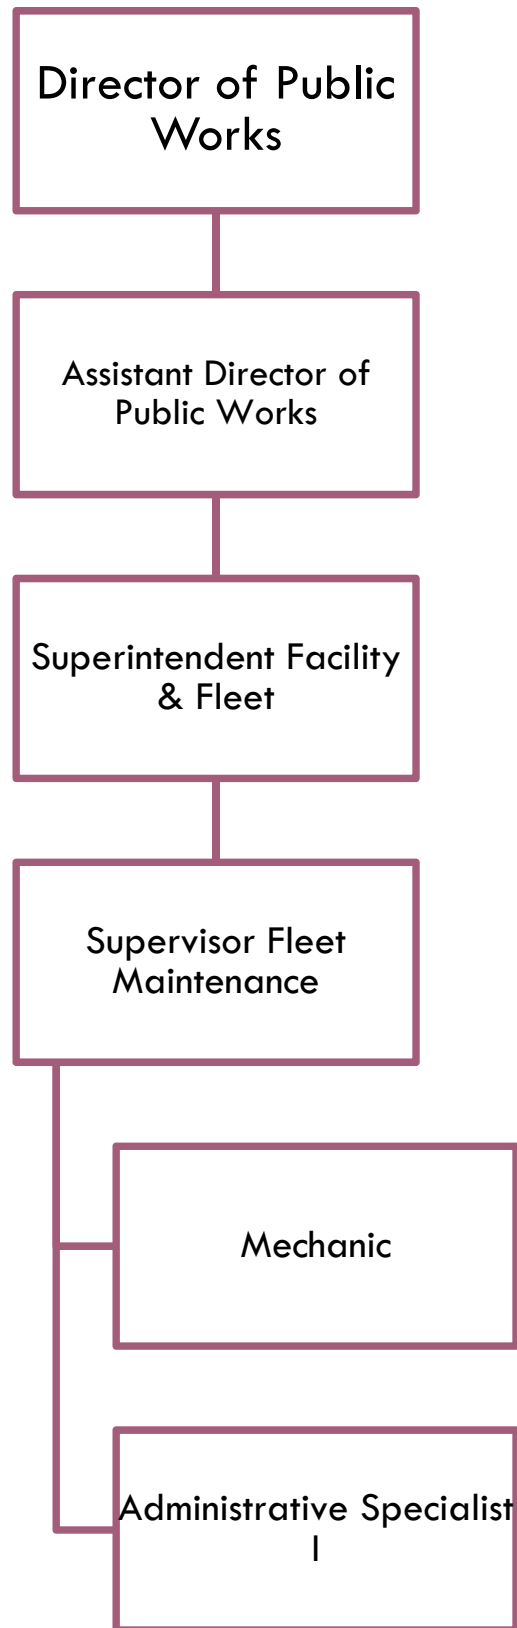 Director of Public
Works
Assistant Director of
Public Works
Superintendent Facility
& Fleet
Supervisor Fleet
Maintenance
Mechanic
Administrative Specialist
I